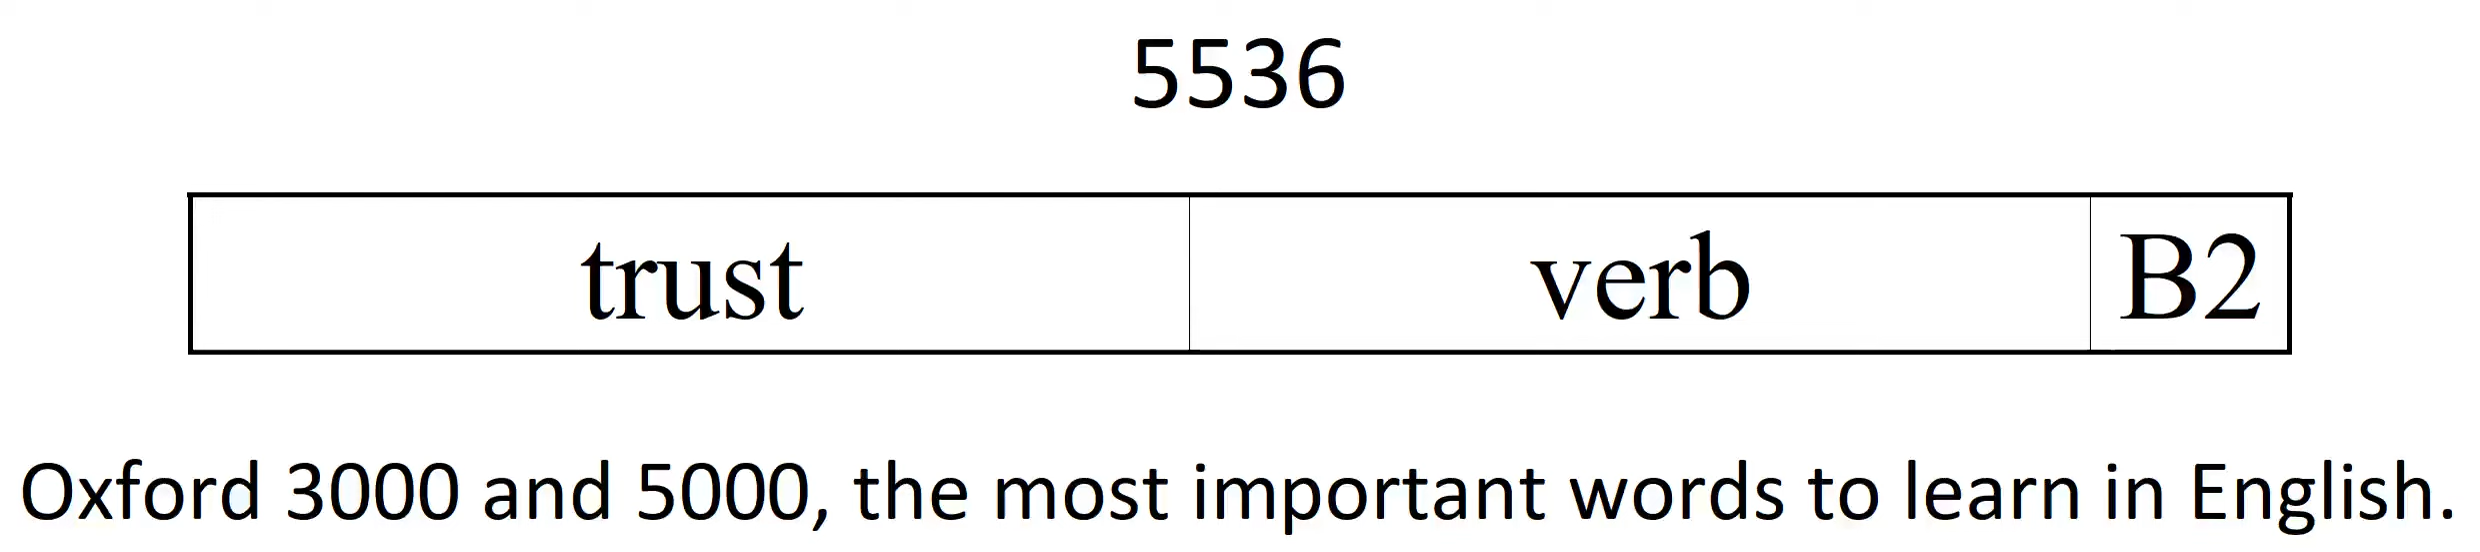 5536
trust verb B2
Oxford 3000 and 5000, the most important words to learn in English.